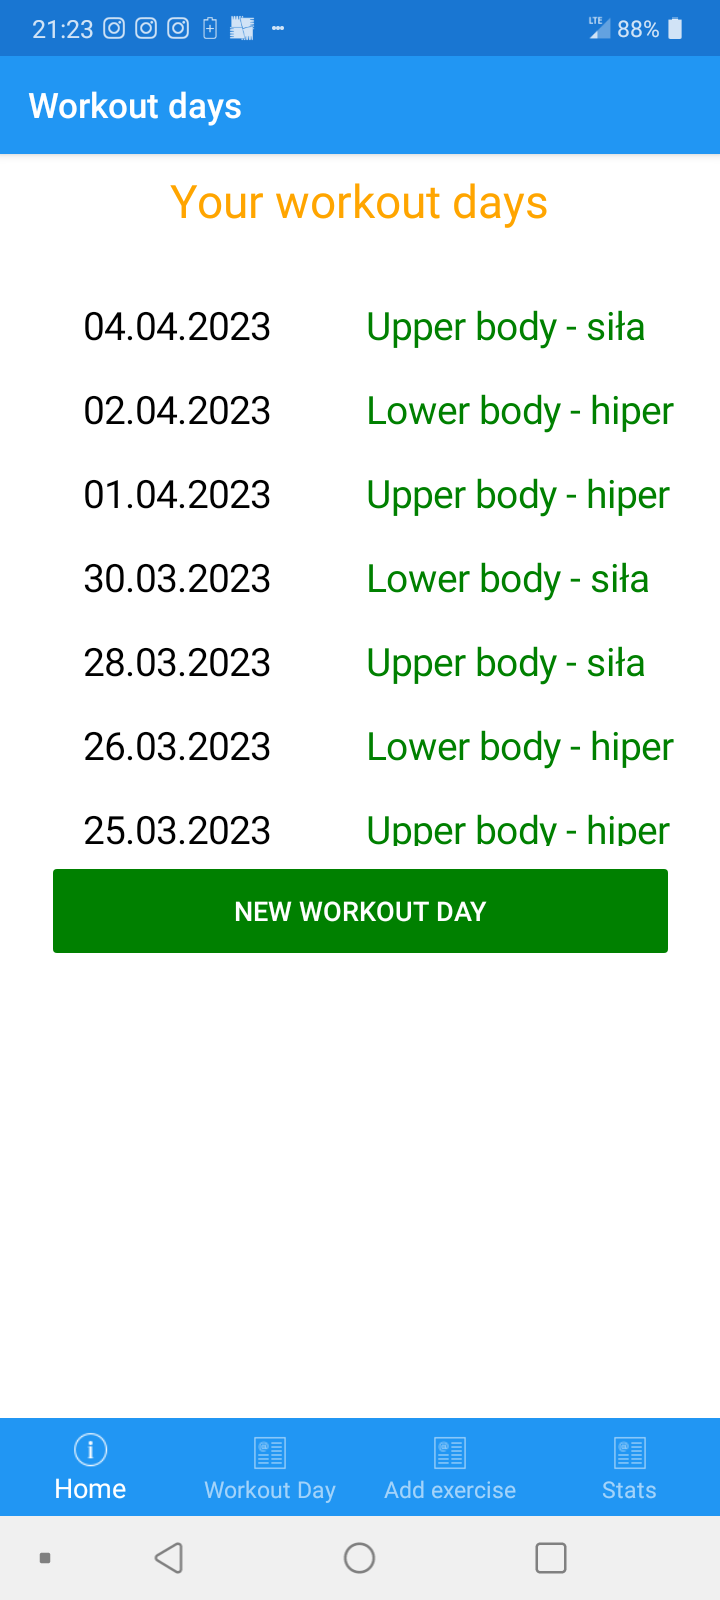 21:23 LTE 88%
Workout days
Your workout days
04.04.2023 Upper body - siła
02.04.2023 Lower body - hiper
01.04.2023 Upper body - hiper
30.03.2023 Lower body - siła
28.03.2023 Upper body - siła
26.03.2023 Lower body - hiper
25.03.2023 Upper body - hiper
NEW WORKOUT DAY
Home Workout Day Add exercise Stats